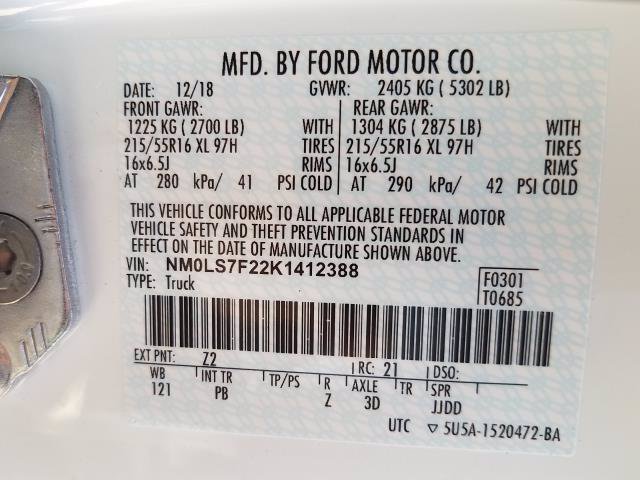 MFD. BY FORD MOTOR CO.
DATE: 12/18 GVWR: 2405 KG ( 5302 LB)
FRONT GAWR: REAR GAWR:
1225 KG ( 2700 LB) WITH 1304 KG ( 2875 LB) WITH
215/55R16 XL 97H TIRES 215/55R16 XL 97H TIRES
16x6.5J RIMS 16x6.5J RIMS
AT 280 kPa/ 41 PSI COLD AT 290 kPa/ 42 PSI COLD
THIS VEHICLE CONFORMS TO ALL APPLICABLE FEDERAL MOTOR
VEHICLE SAFETY AND THEFT PREVENTION STANDARDS IN
EFFECT ON THE DATE OF MANUFACTURE SHOWN ABOVE.
VIN: NM0LS7F22K1412388 F0301
TYPE: Truck T0685
EXT PNT: Z2 RC: 21 DSO:
WB INT TR TP/PS R AXLE TR SPR
121 PB Z 3D JJDD
UTC ▽ 5U5A-1520472-BA